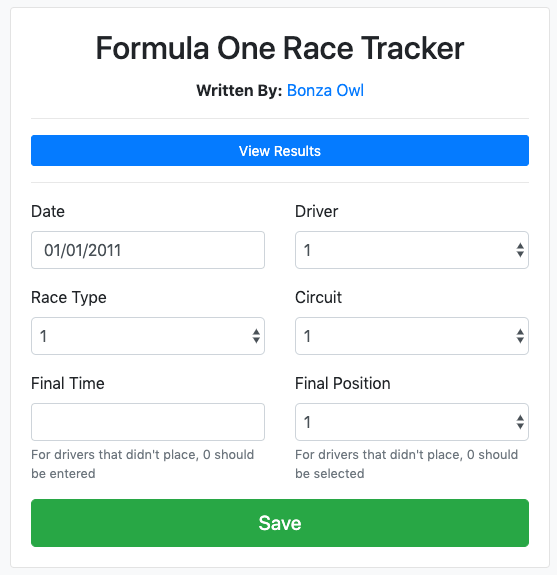 Formula One Race Tracker
Written By: Bonza Owl
View Results
Date
Driver
01/01/2011
1
Race Type
Circuit
1
1
Final Time
Final Position
1
For drivers that didn't place, 0 should
be entered
For drivers that didn't place, 0 should
be selected
Save